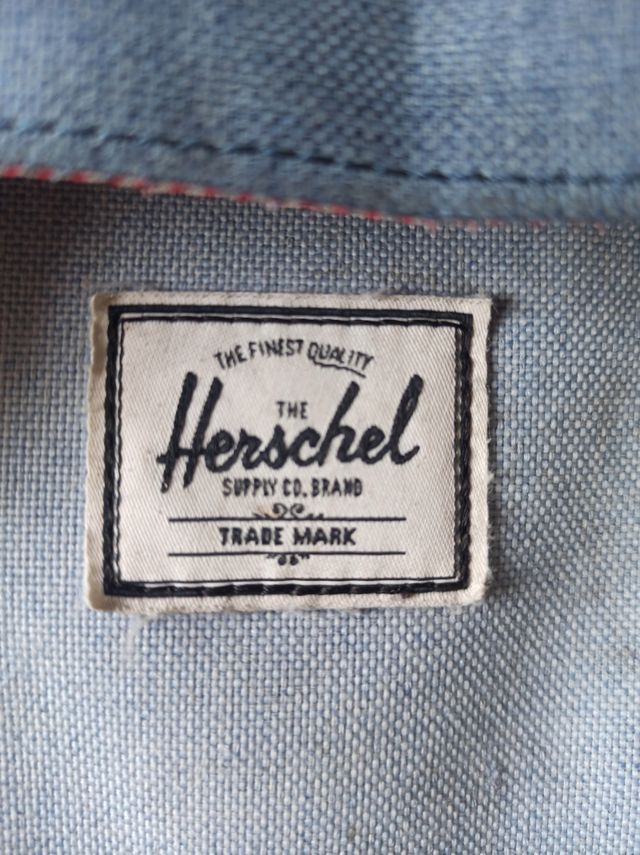 THE FINEST QUALITY
THE
Herschel
SUPPLY CO. BRAND
TRADE MARK